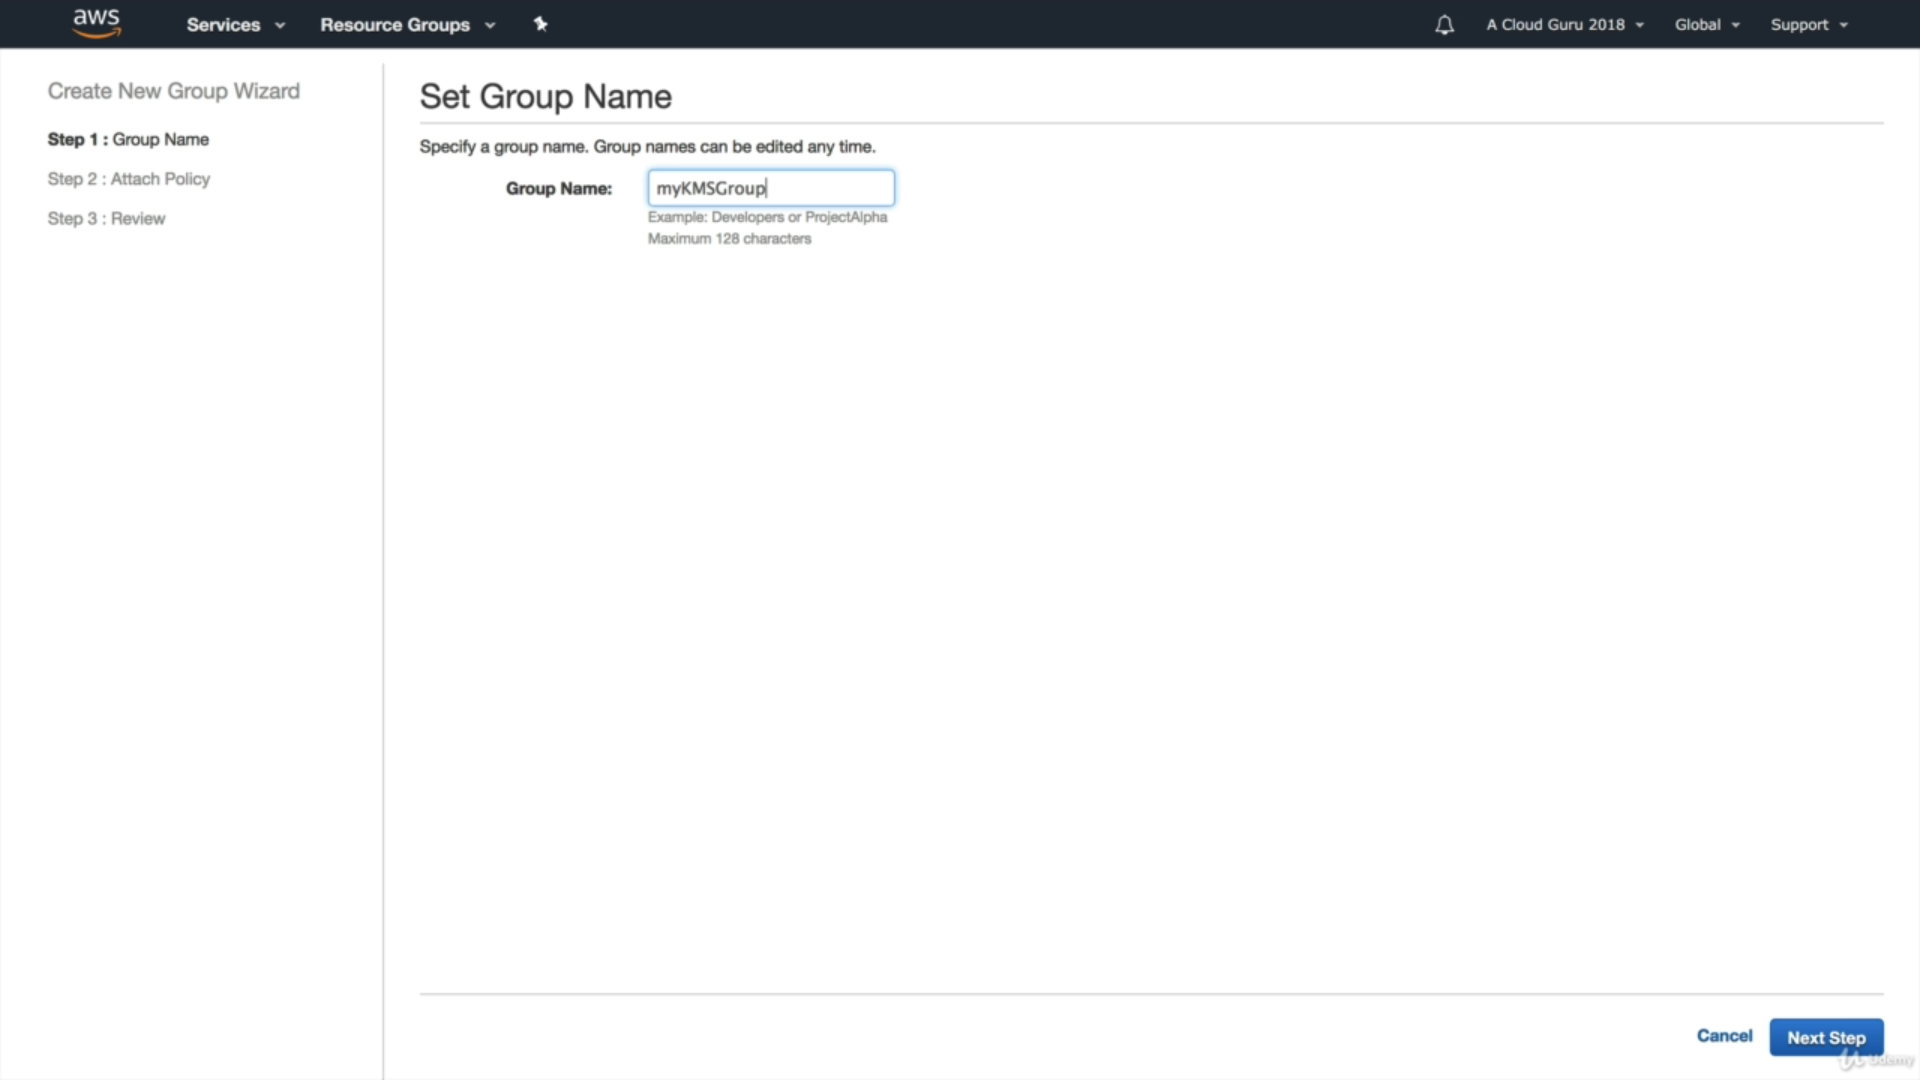 aws
Services
Resource Groups
A Cloud Guru 2018
Global
Support
Create New Group Wizard
Step 1 : Group Name
Step 2 : Attach Policy
Step 3 : Review
Set Group Name
Specify a group name. Group names can be edited any time.
Group Name:
myKMSGroup
Example: Developers or ProjectAlpha
Maximum 128 characters
Cancel
Next Step
Udemy